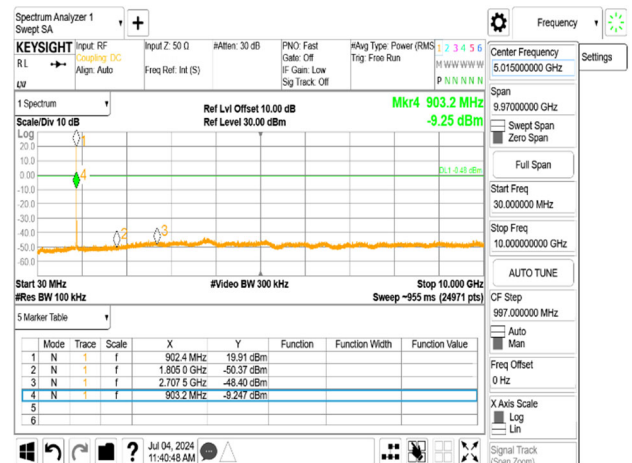 Spectrum Analyzer 1
Swept SA
Frequency
KEYSIGHT Input: RF Input Z: 50 Ω #Atten: 30 dB PNO: Fast #Avg Type: Power (RMS 1 2 3 4 5 6
RL Coupling: DC Gate: Off Trig: Free Run M W W W W W
Align: Auto Freq Ref: Int (S) IF Gain: Low
Sig Track: Off P N N N N N
LXI
Center Frequency
5.015000000 GHz
Settings
Span
9.97000000 GHz
Swept Span
Zero Span
Full Span
Start Freq
30.000000 MHz
Stop Freq
10.000000000 GHz
AUTO TUNE
CF Step
997.000000 MHz
Auto
Man
Freq Offset
0 Hz
X Axis Scale
Log
Lin
Signal Track
(Span Zoom)
1 Spectrum Ref Lvl Offset 10.00 dB Mkr4 903.2 MHz
Scale/Div 10 dB Ref Level 30.00 dBm -9.25 dBm
Log
1
20.0
10.0
0.00 4 DL1 -0.48 dBm
-10.0
-20.0
-30.0
-40.0 2 3
-50.0
-60.0
Start 30 MHz #Video BW 300 kHz Stop 10.000 GHz
#Res BW 100 kHz Sweep ~955 ms (24971 pts)
5 Marker Table
Mode Trace Scale X Y Function Function Width Function Value
1 N 1 f 902.4 MHz 19.91 dBm
2 N 1 f 1.805 0 GHz -50.37 dBm
3 N 1 f 2.707 5 GHz -48.40 dBm
4 N 1 f 903.2 MHz -9.247 dBm
5
6
? Jul 04, 2024
11:40:48 AM